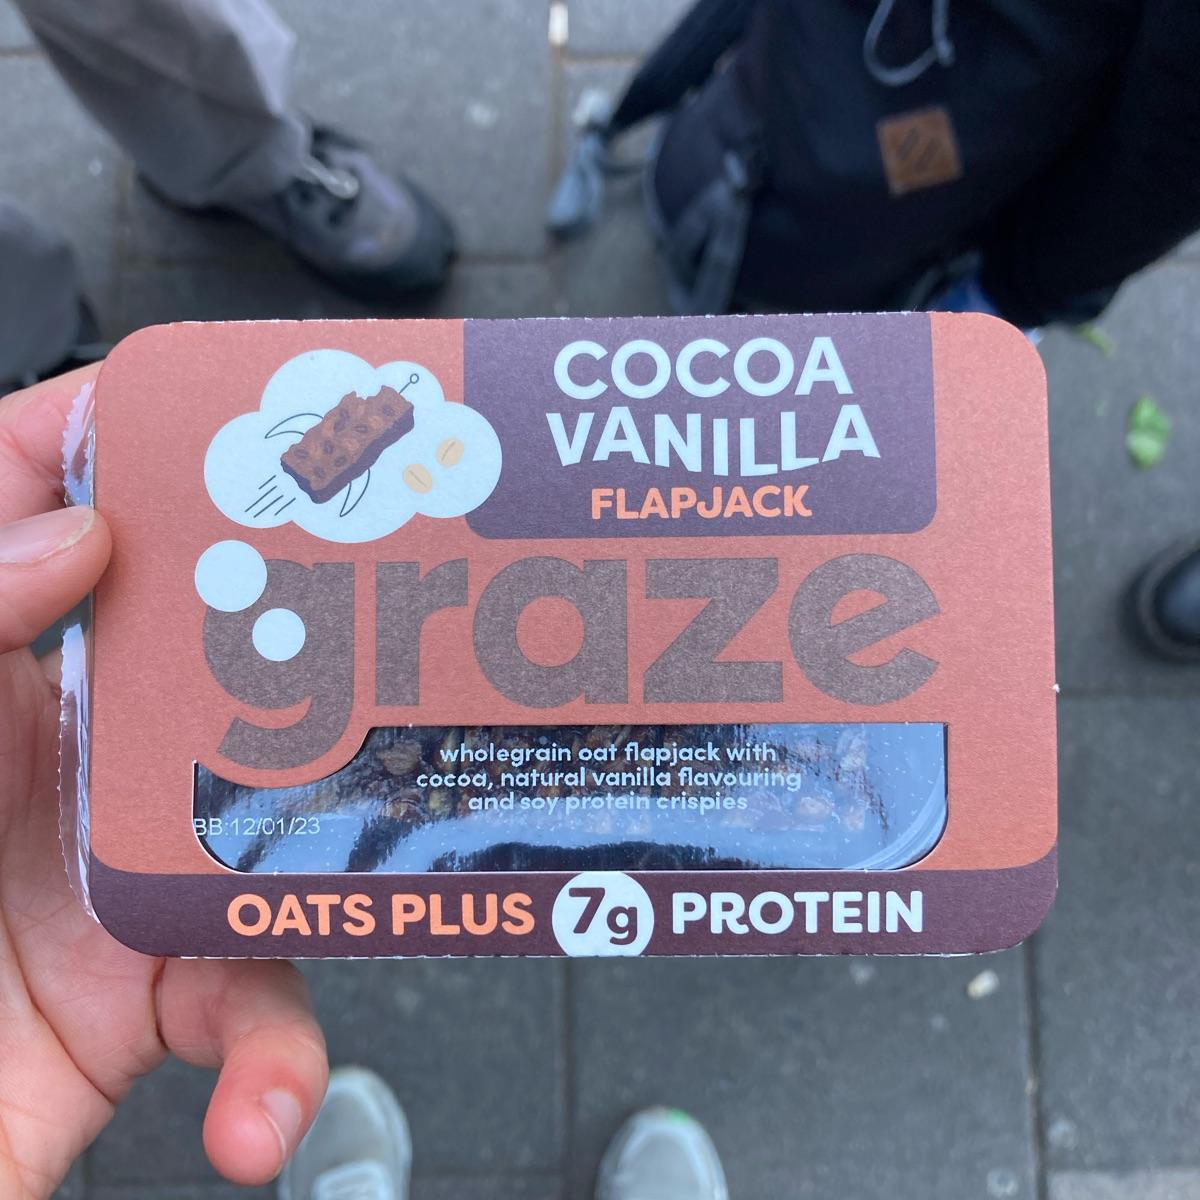 COCOA
VANILLA
FLAPJACK
graze
wholegrain oat flapjack with
cocoa, natural vanilla flavouring
and soy protein crispies
BB:12/01/23
OATS PLUS 7g PROTEIN